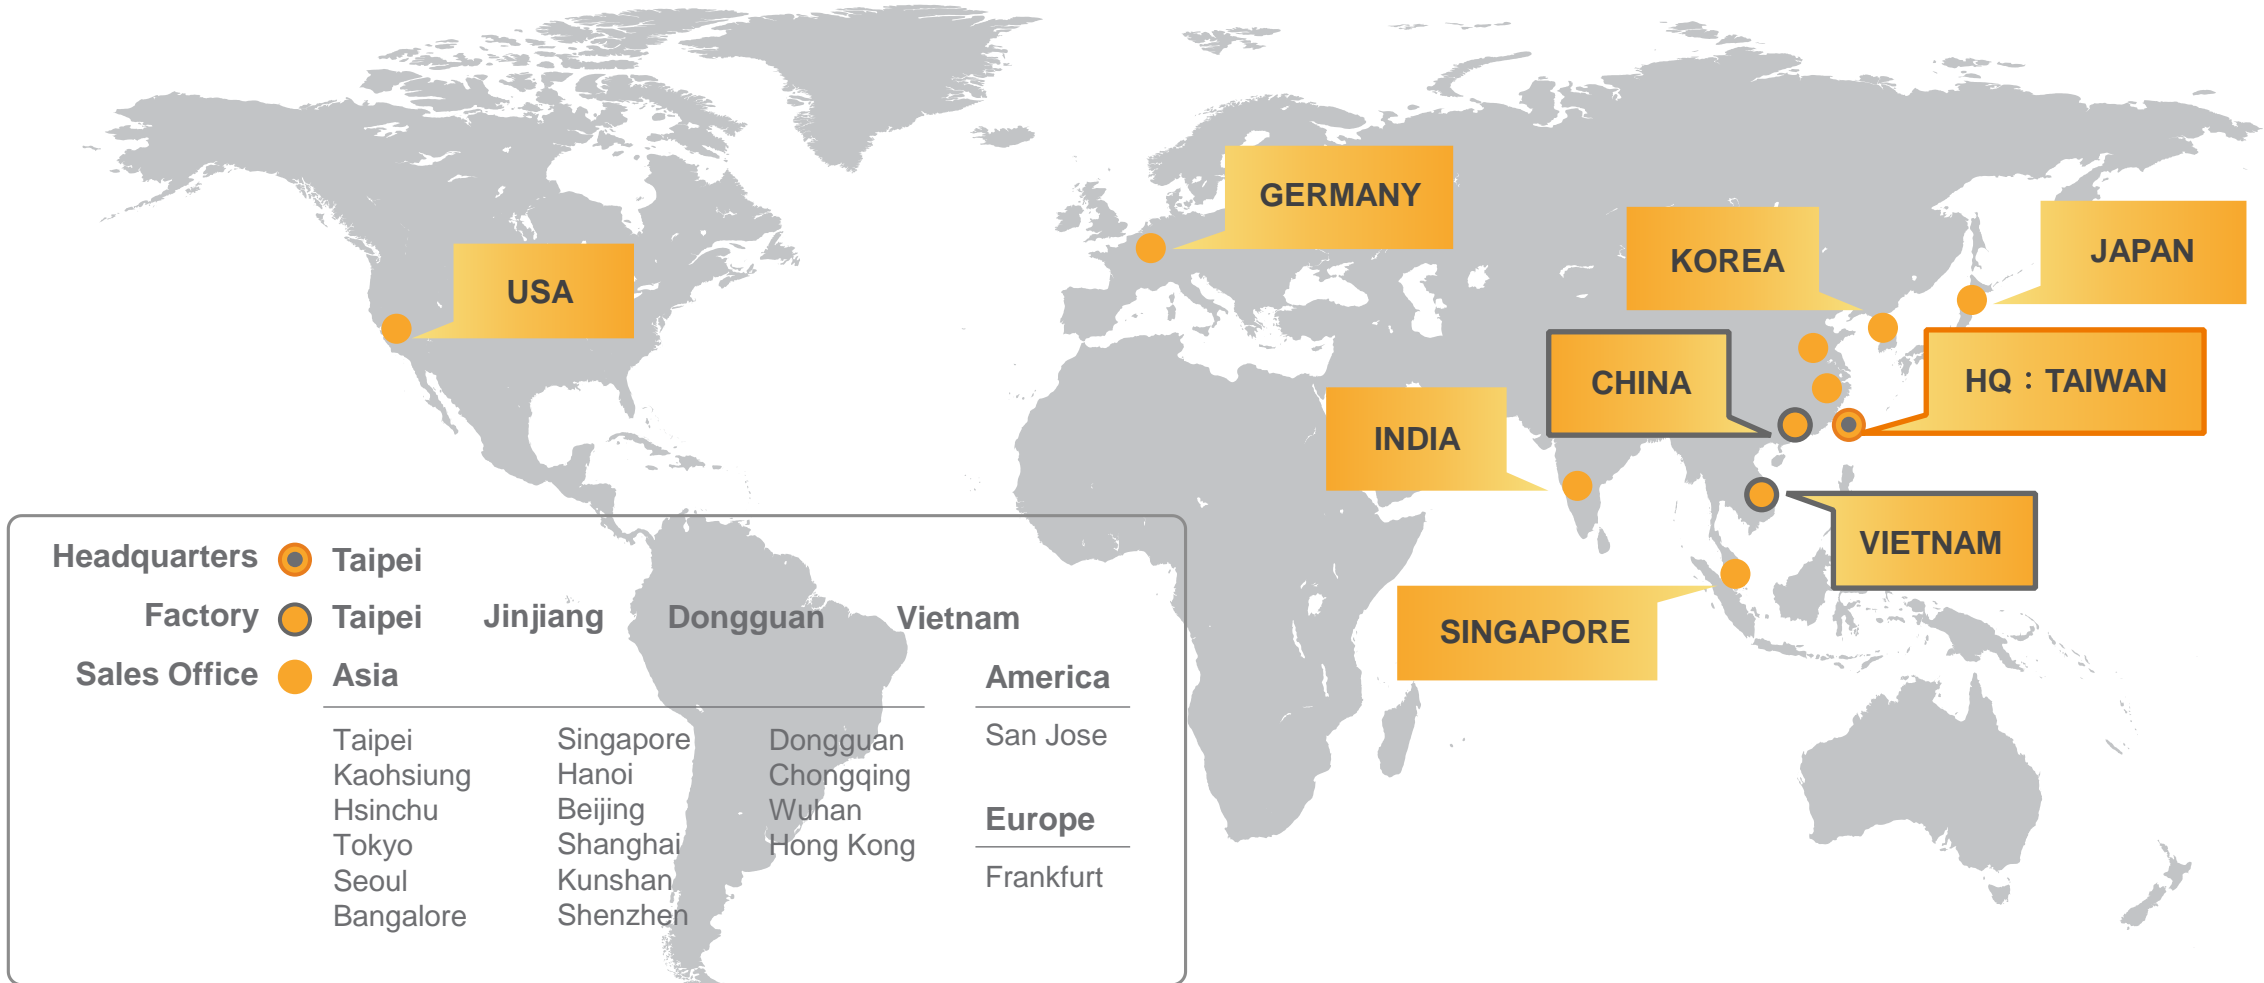 GERMANY
USA
KOREA
JAPAN
CHINA
HQ：TAIWAN
INDIA
VIETNAM
SINGAPORE
Headquarters Taipei
Factory Taipei Jinjiang Dongguan Vietnam
Sales Office Asia
Taipei
Kaohsiung
Hsinchu
Tokyo
Seoul
Bangalore
Singapore
Hanoi
Beijing
Shanghai
Kunshan
Shenzhen
Dongguan
Chongqing
Wuhan
Hong Kong
America
San Jose
Europe
Frankfurt